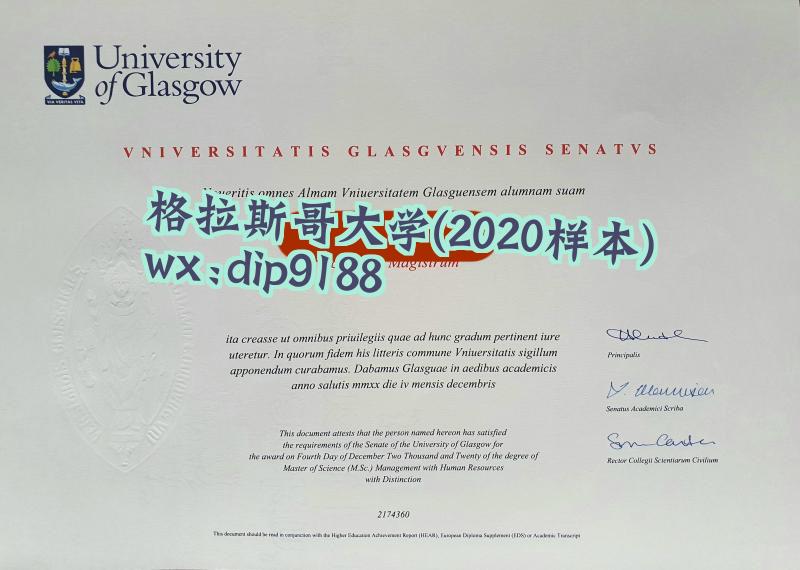 University
of Glasgow
VIA VERITAS VITA
VNIVERSITATIS GLASGVENSIS SENATVS
omnes Almam Vniuersitatem Glasguensem alumnam suam
格拉斯哥大学(2020样本)
Magistram
wx:dip9188
ita creasse ut omnibus priuilegiis quae ad hunc gradum pertinent iure
uteretur. In quorum fidem his litteris commune Vniuersitatis sigillum
apponendum curabamus. Dabamus Glasguae in aedibus academicis
anno salutis mmxx die iv mensis decembris
Principalis
Senatus Academici Scriba
Rector Collegii Scientiarum Civilium
This document attests that the person named hereon has satisfied
the requirements of the Senate of the University of Glasgow for
the award on Fourth Day of December Two Thousand and Twenty of the degree of
Master of Science (M.Sc.) Management with Human Resources
with Distinction
2174360
This document should be read in conjunction with the Higher Education Achievement Report (HEAR), European Diploma Supplement (EDS) or Academic Transcript